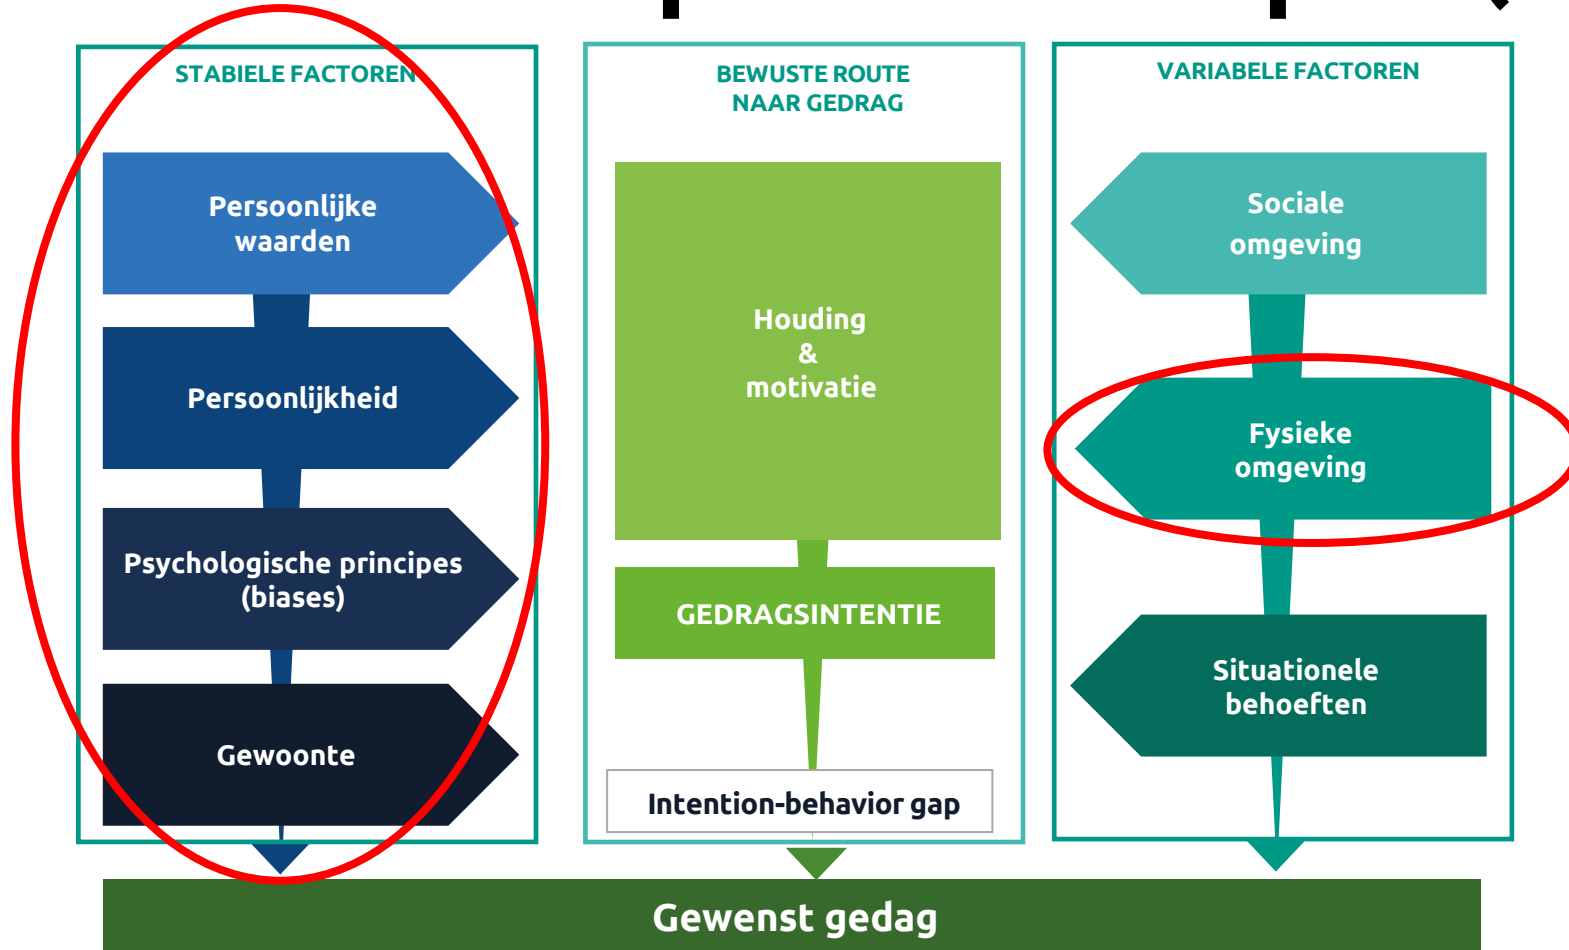 STABIELE FACTOREN
Persoonlijke
waarden
Persoonlijkheid
Psychologische principes
(biases)
Gewoonte
BEWUSTE ROUTE
NAAR GEDRAG
Houding
&
motivatie
GEDRAGSINTENTIE
Intention-behavior gap
VARIABELE FACTOREN
Sociale
omgeving
Fysieke
omgeving
Situationele
behoeften
Gewenst gedag